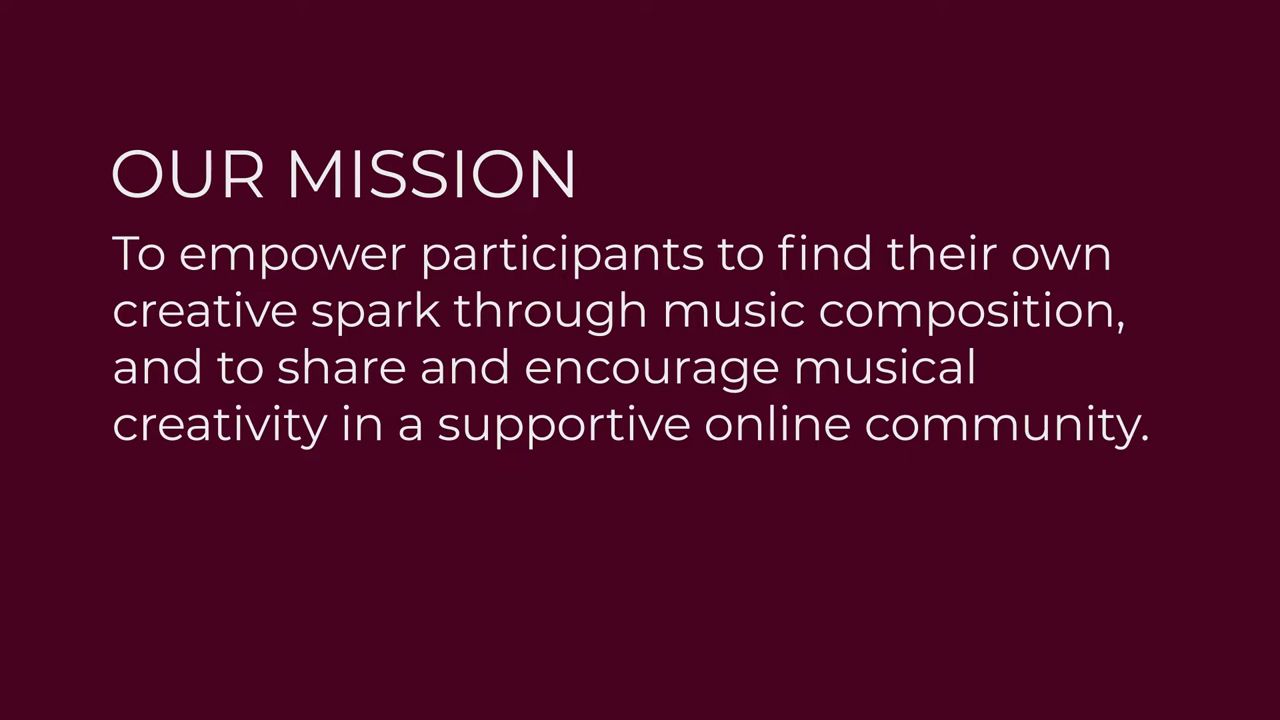 OUR MISSION
To empower participants to find their own
creative spark through music composition,
and to share and encourage musical
creativity in a supportive online community.